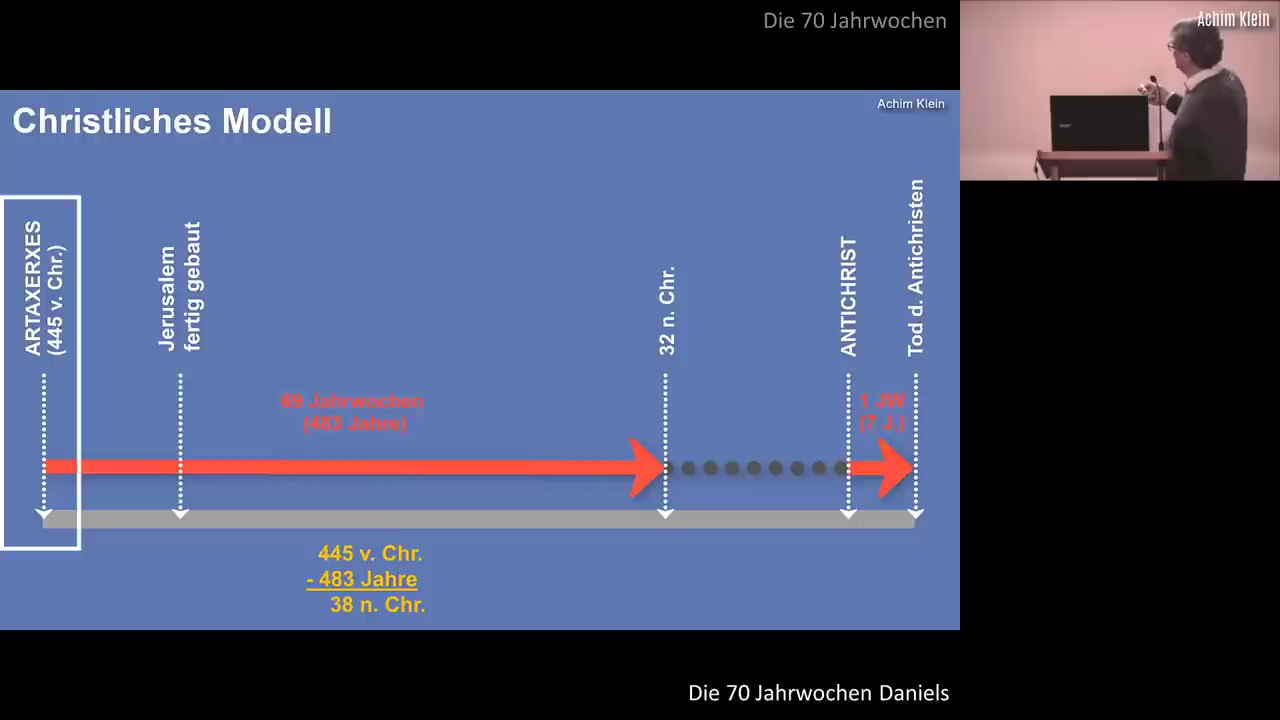 Die 70 Jahrwochen
Achim Klein
Achim Klein
Christliches Modell
ARTAXERXES
(445 v. Chr.)
Jerusalem
fertig gebaut
32 n. Chr.
ANTICHRIST
Tod d. Antichristen
69 Jahrwochen
(483 Jahre)
1 JW
(7 J.)
445 v. Chr.
- 483 Jahre
38 n. Chr.
Die 70 Jahrwochen Daniels